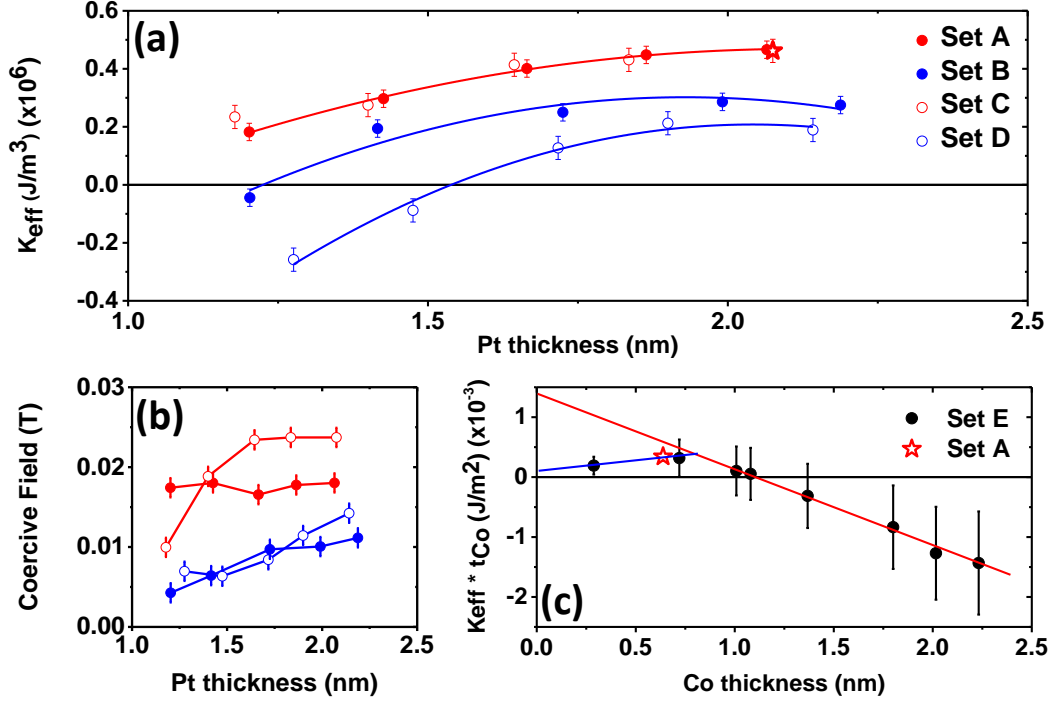 (a)
Set A
Set B
Set C
Set D
0.6
0.4
0.2
0.0
-0.2
-0.4
K_eff (J/m³) (x10⁶)
1.0 1.5 2.0 2.5
Pt thickness (nm)
(b)
0.03
0.02
0.01
0.00
Coercive Field (T)
1.0 1.5 2.0 2.5
Pt thickness (nm)
(c)
Set E
Set A
1
0
-1
-2
Keff * tCo (J/m²) (x10⁻³)
0.0 0.5 1.0 1.5 2.0 2.5
Co thickness (nm)